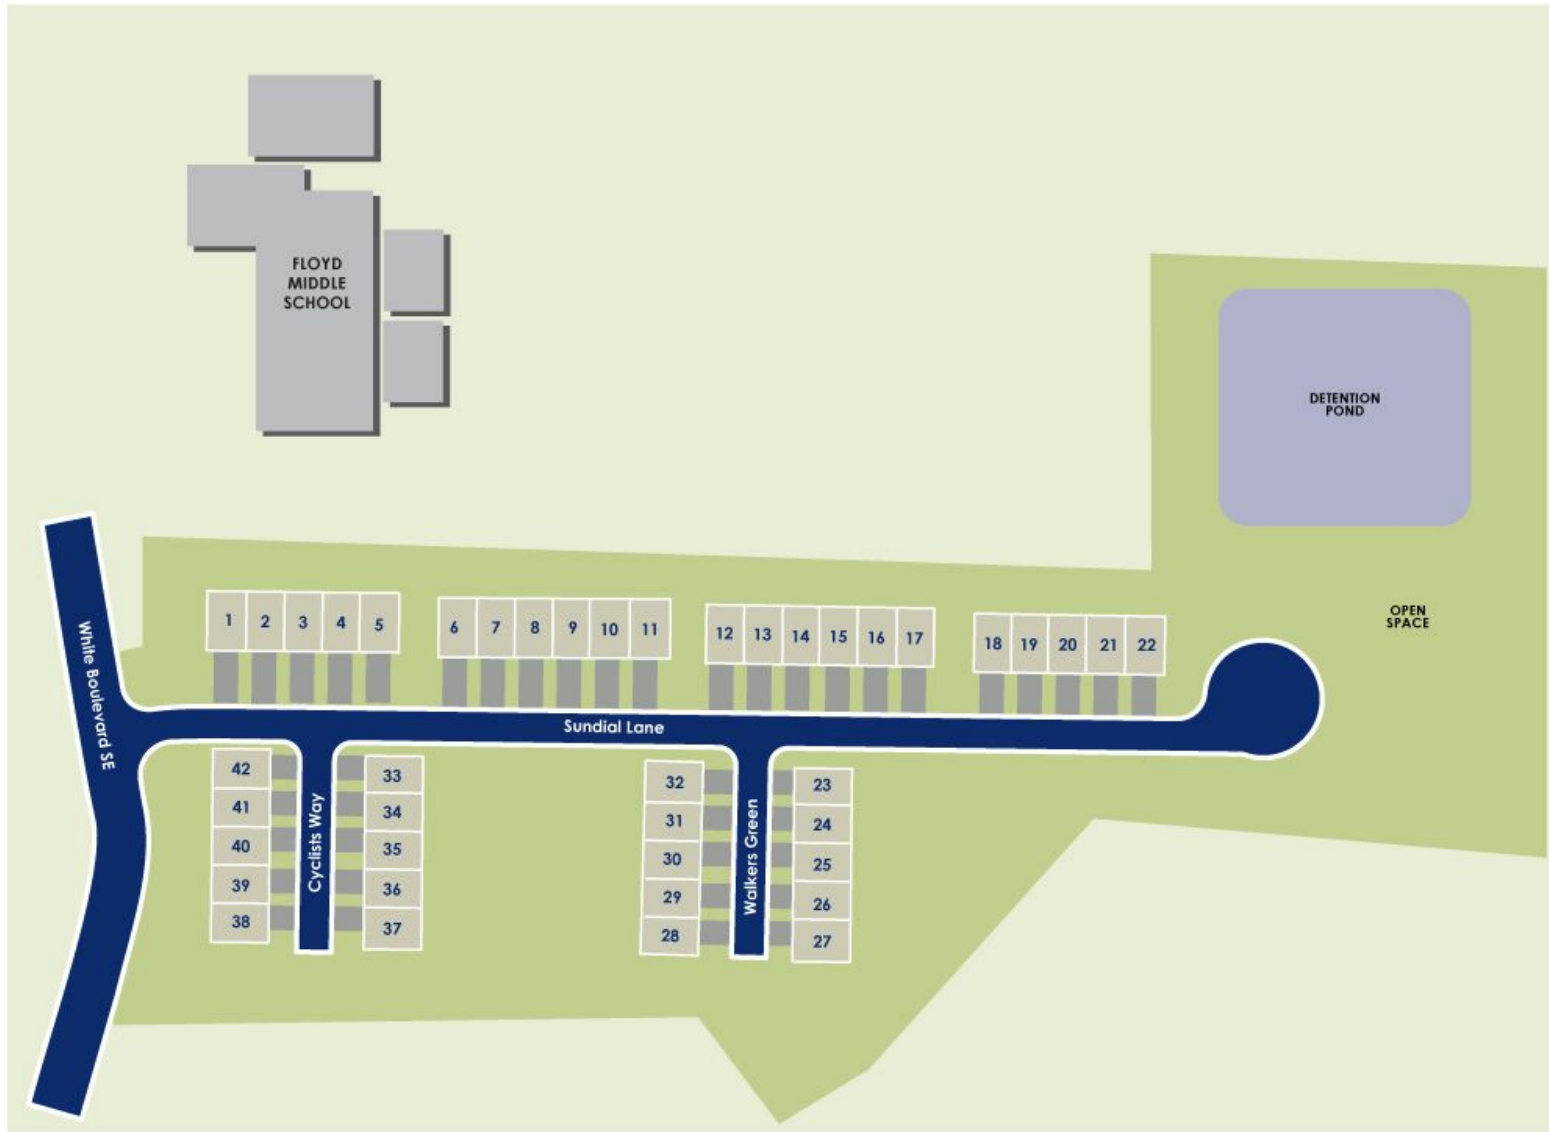 FLOYD
MIDDLE
SCHOOL
DETENTION
POND
OPEN
SPACE
White Boulevard SE
1 2 3 4 5
6 7 8 9 10 11
12 13 14 15 16 17
18 19 20 21 22
Sundial Lane
42
41
40
39
38
Cyclists Way
33
34
35
36
37
32
31
30
29
28
Walkers Green
23
24
25
26
27